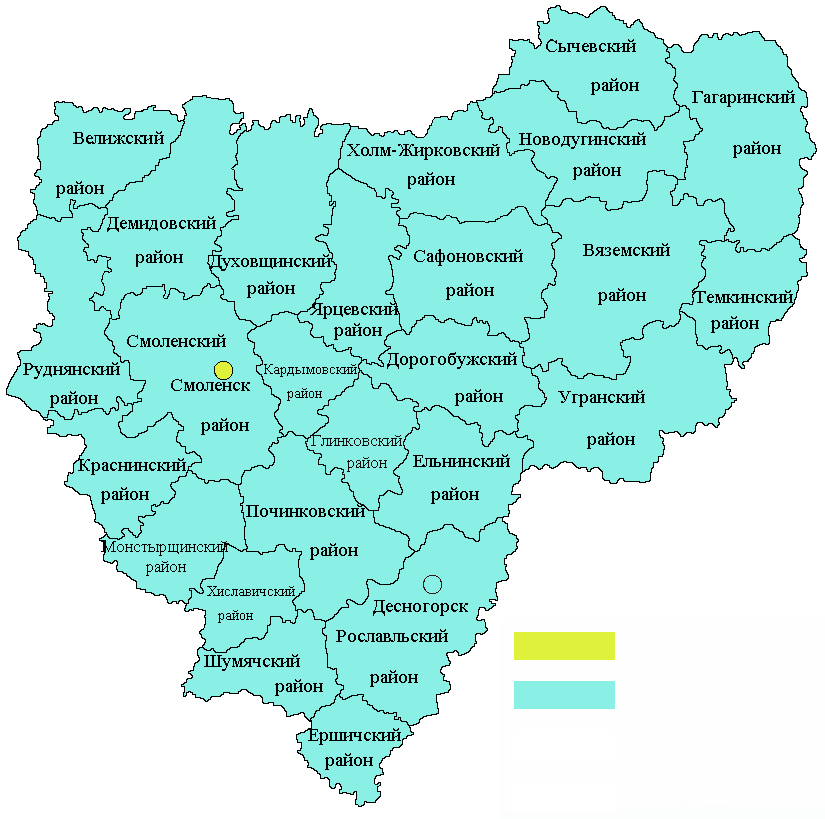 Сычевский
район
Гагаринский
район
Велижский
район
Новодугинский
район
Холм-Жирковский
район
Демидовский
район
Духовщинский
район
Сафоновский
район
Вяземский
район
Темкинский
район
Ярцевский
район
Смоленский
Смоленск
район
Руднянский
район
Кардымовский
район
Дорогобужский
район
Угранский
район
Глинковский
район
Ельнинский
район
Краснинский
район
Починковский
район
Монстырщинский
район
Хиславичский
район
Десногорск
Рославльский
район
Шумячский
район
Ершичский
район